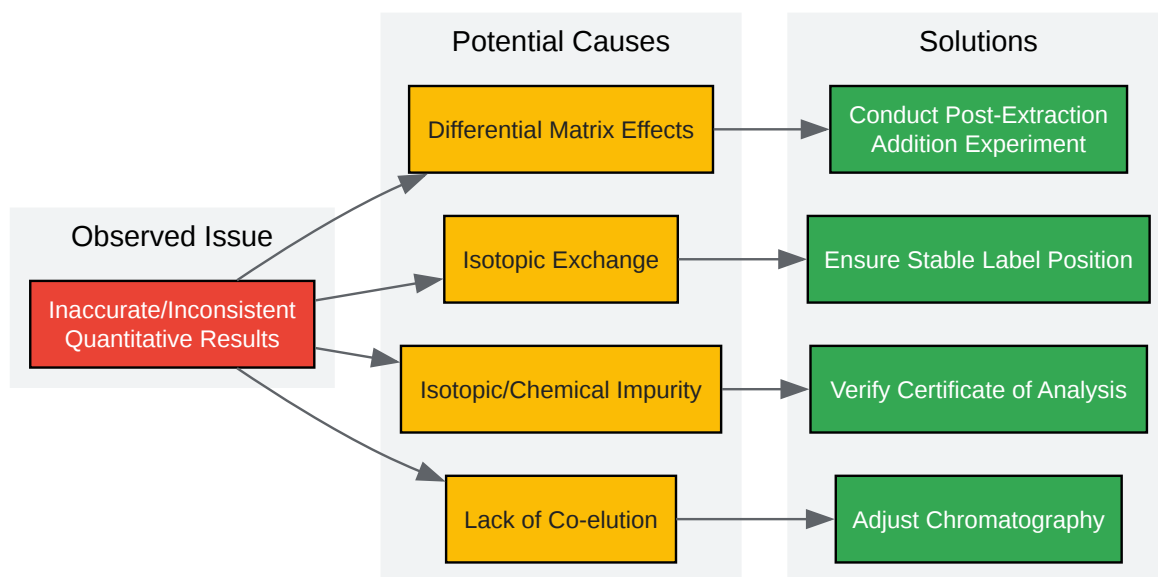 Observed Issue
Inaccurate/Inconsistent
Quantitative Results
Potential Causes
Differential Matrix Effects
Isotopic Exchange
Isotopic/Chemical Impurity
Lack of Co-elution
Solutions
Conduct Post-Extraction
Addition Experiment
Ensure Stable Label Position
Verify Certificate of Analysis
Adjust Chromatography